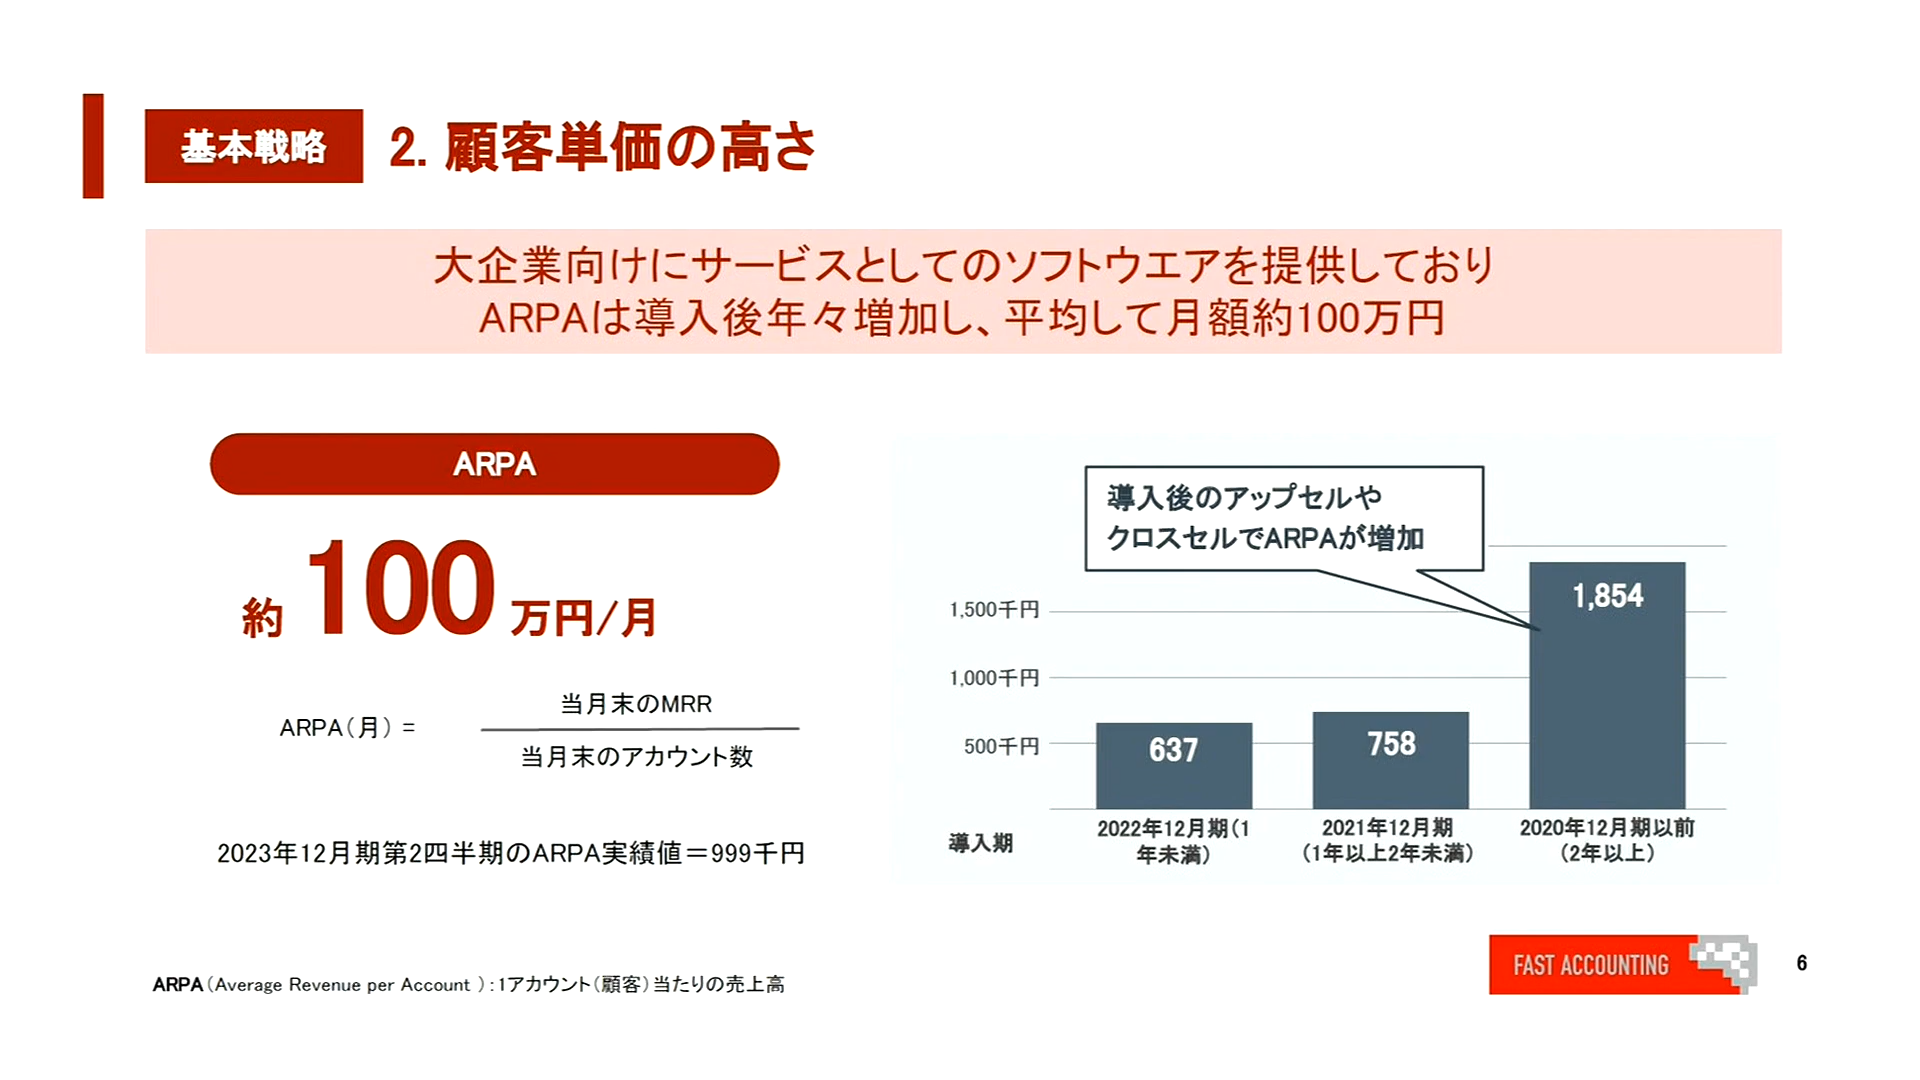 基本戦略
2. 顧客単価の高さ
大企業向けにサービスとしてのソフトウエアを提供しており
ARPAは導入後年々増加し、平均して月額約100万円
ARPA
約100万円/月
ARPA（月）=
当月末のMRR
当月末のアカウント数
2023年12月期第2四半期のARPA実績値＝999千円
導入後のアップセルや
クロスセルでARPAが増加
1,500千円
1,000千円
500千円
637
758
1,854
導入期
2022年12月期（1
年未満）
2021年12月期
（1年以上2年未満）
2020年12月期以前
（2年以上）
ARPA（Average Revenue per Account ）：1アカウント（顧客）当たりの売上高
FAST ACCOUNTING
6